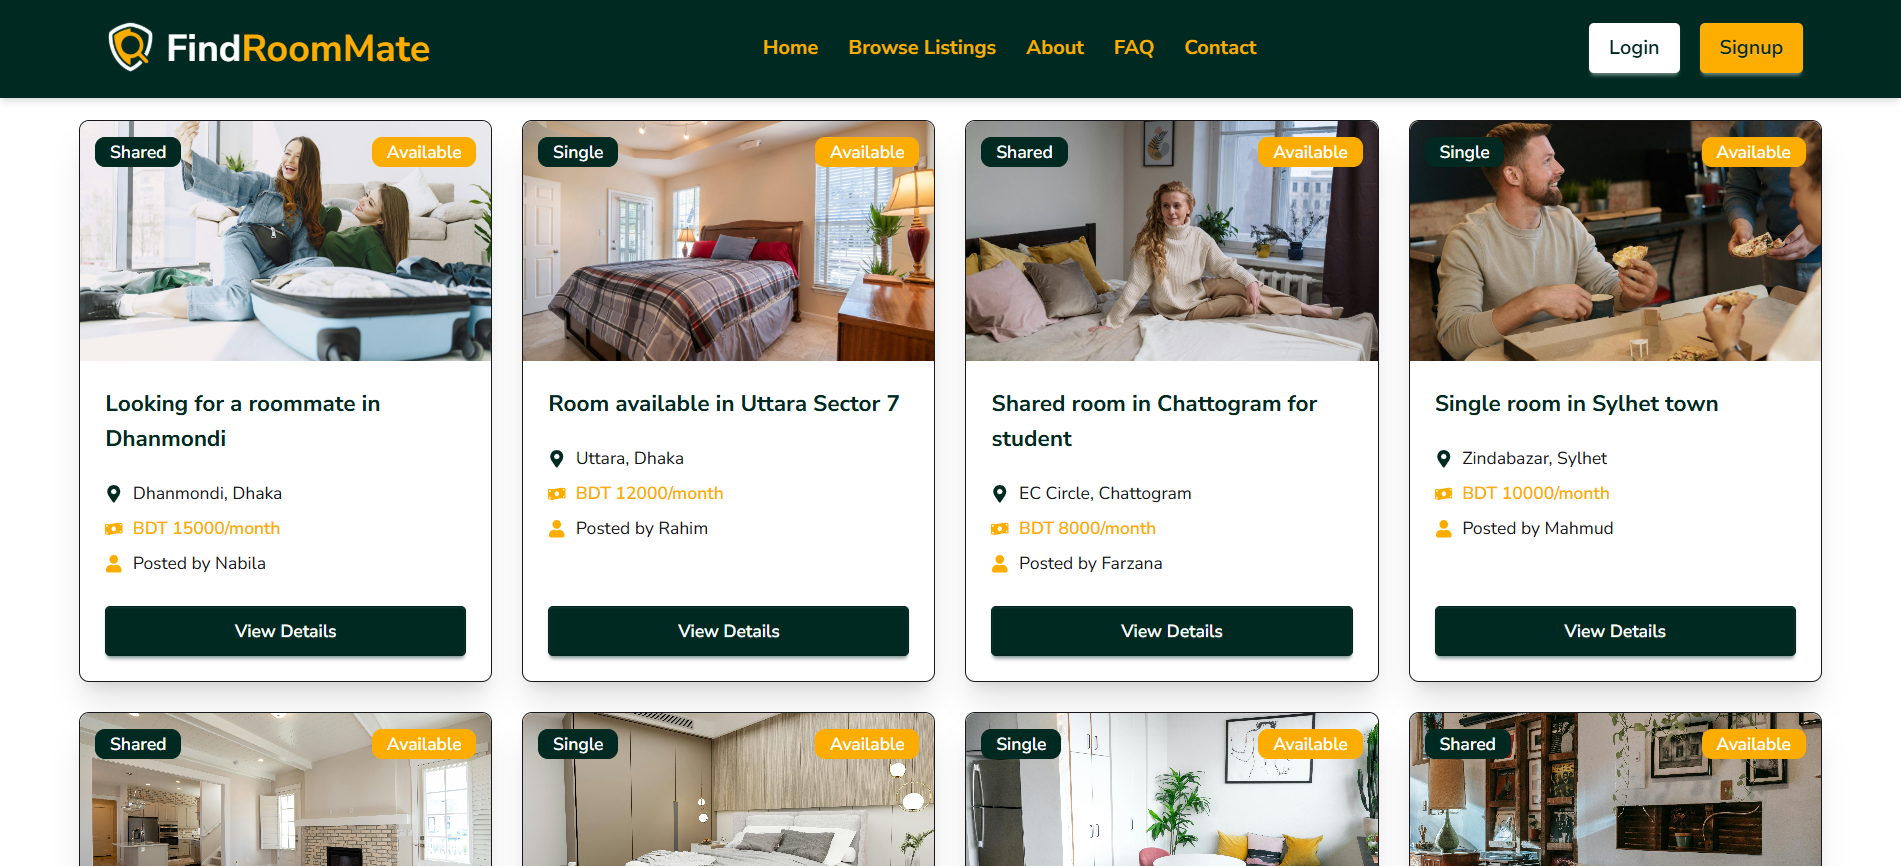 FindRoomMate
Home Browse Listings About FAQ Contact
Login Signup
Shared Available
Looking for a roommate in
Dhanmondi
Dhanmondi, Dhaka
BDT 15000/month
Posted by Nabila
View Details
Single Available
Room available in Uttara Sector 7
Uttara, Dhaka
BDT 12000/month
Posted by Rahim
View Details
Shared Available
Shared room in Chattogram for
student
EC Circle, Chattogram
BDT 8000/month
Posted by Farzana
View Details
Single Available
Single room in Sylhet town
Zindabazar, Sylhet
BDT 10000/month
Posted by Mahmud
View Details
Shared Available
Single Available
Single Available
Shared Available